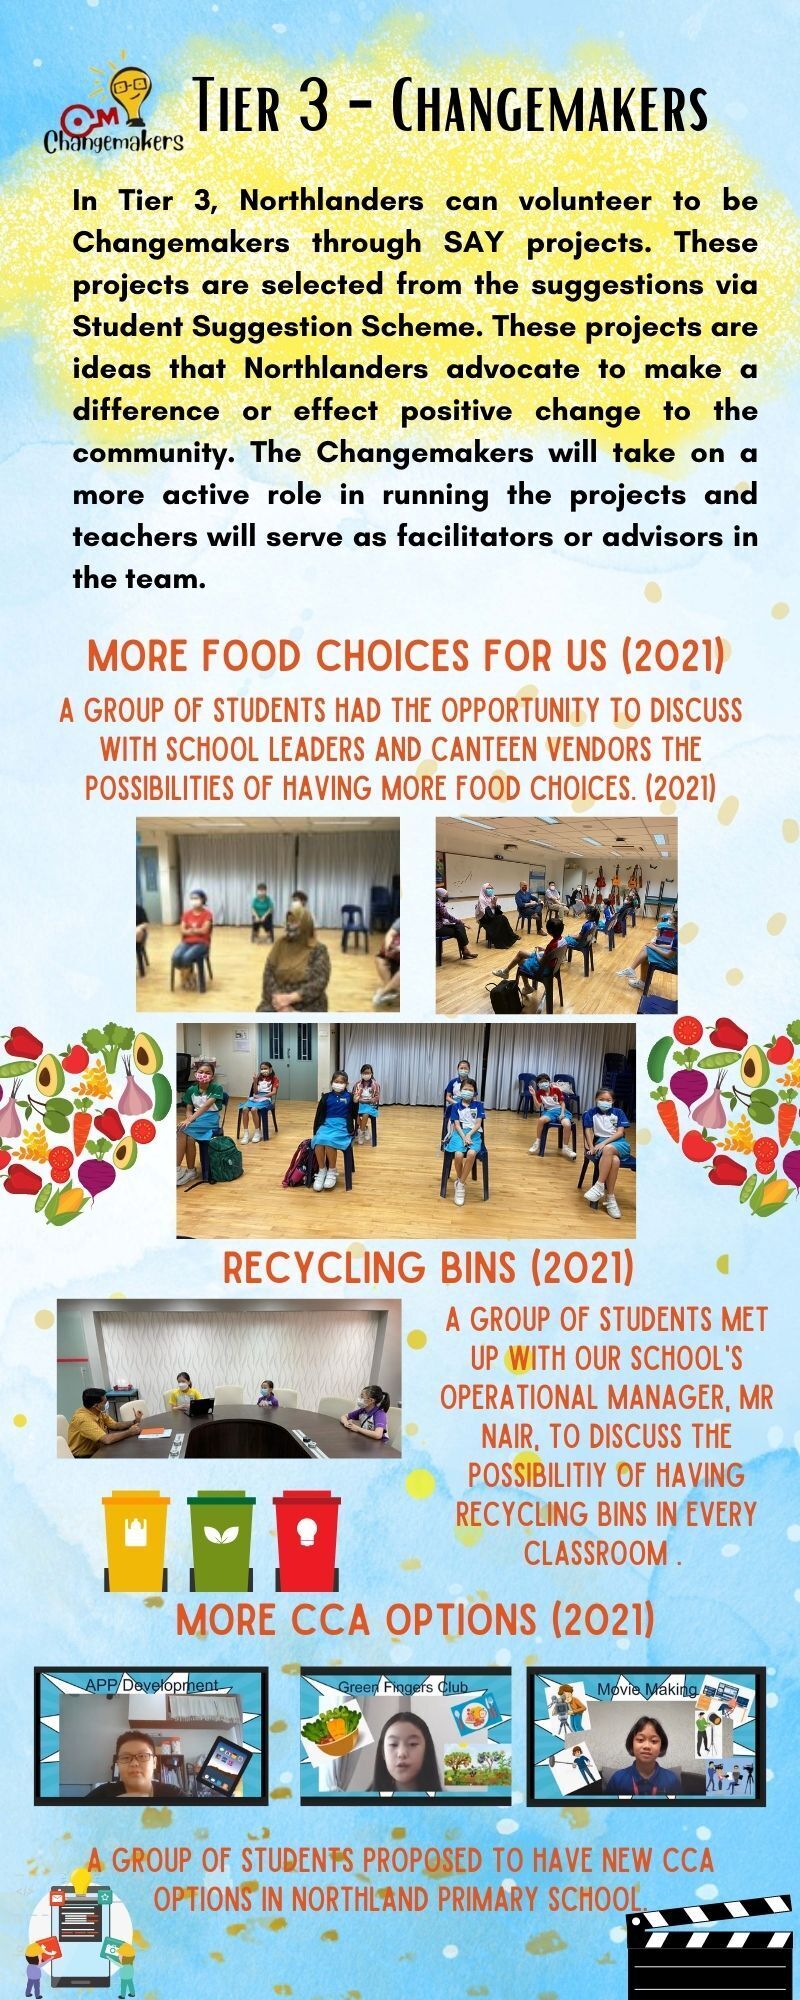 OM
Changemakers
TIER 3 - CHANGEMAKERS
In Tier 3, Northlanders can volunteer to be
Changemakers through SAY projects. These
projects are selected from the suggestions via
Student Suggestion Scheme. These projects are
ideas that Northlanders advocate to make a
difference or effect positive change to the
community. The Changemakers will take on a
more active role in running the projects and
teachers will serve as facilitators or advisors in
the team.
MORE FOOD CHOICES FOR US (2021)
A GROUP OF STUDENTS HAD THE OPPORTUNITY TO DISCUSS
WITH SCHOOL LEADERS AND CANTEEN VENDORS THE
POSSIBILITIES OF HAVING MORE FOOD CHOICES. (2021)
RECYCLING BINS (2021)
A GROUP OF STUDENTS MET
UP WITH OUR SCHOOL'S
OPERATIONAL MANAGER, MR
NAIR, TO DISCUSS THE
POSSIBILITIY OF HAVING
RECYCLING BINS IN EVERY
CLASSROOM .
MORE CCA OPTIONS (2021)
APP Development
Green Fingers Club
Movie Making
A GROUP OF STUDENTS PROPOSED TO HAVE NEW CCA
OPTIONS IN NORTHLAND PRIMARY SCHOOL.